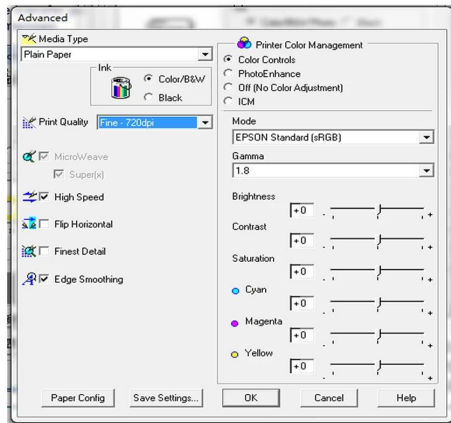 Advanced
Media Type
Plain Paper
Ink
Color/B&W
Black
Print Quality
Fine - 720dpi
MicroWeave
Super(x)
High Speed
Flip Horizontal
Finest Detail
Edge Smoothing
Printer Color Management
Color Controls
PhotoEnhance
Off (No Color Adjustment)
ICM
Mode
EPSON Standard (sRGB)
Gamma
1.8
Brightness
+0
- +
Contrast
+0
- +
Saturation
+0
- +
Cyan
+0
- +
Magenta
+0
- +
Yellow
+0
- +
Paper Config
Save Settings...
OK
Cancel
Help